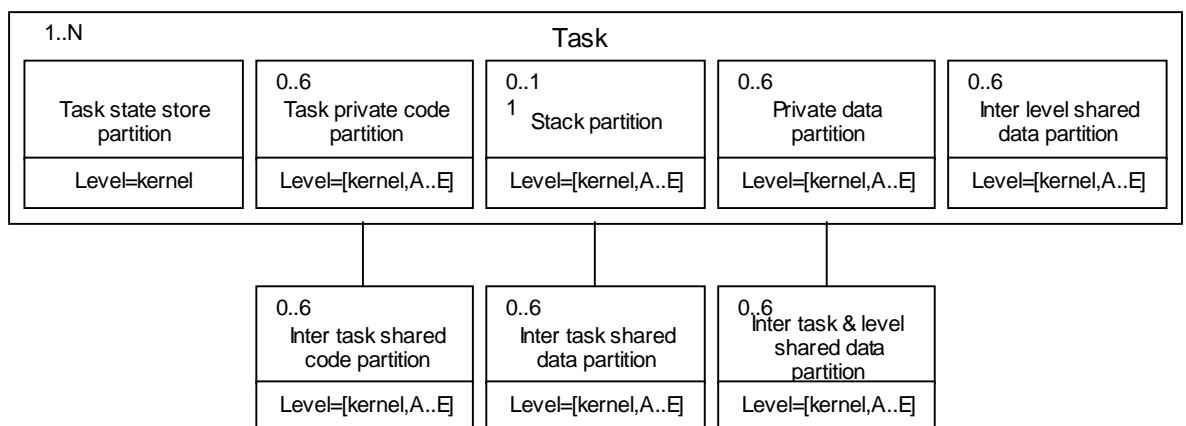 1..N
Task
Task state store
partition
Level=kernel
0..6
Task private code
partition
Level=[kernel,A..E]
0..1
1
Stack partition
Level=[kernel,A..E]
0..6
Private data
partition
Level=[kernel,A..E]
0..6
Inter level shared
data partition
Level=[kernel,A..E]
0..6
Inter task shared
code partition
Level=[kernel,A..E]
0..6
Inter task shared
data partition
Level=[kernel,A..E]
0..6
Inter task & level
shared data
partition
Level=[kernel,A..E]